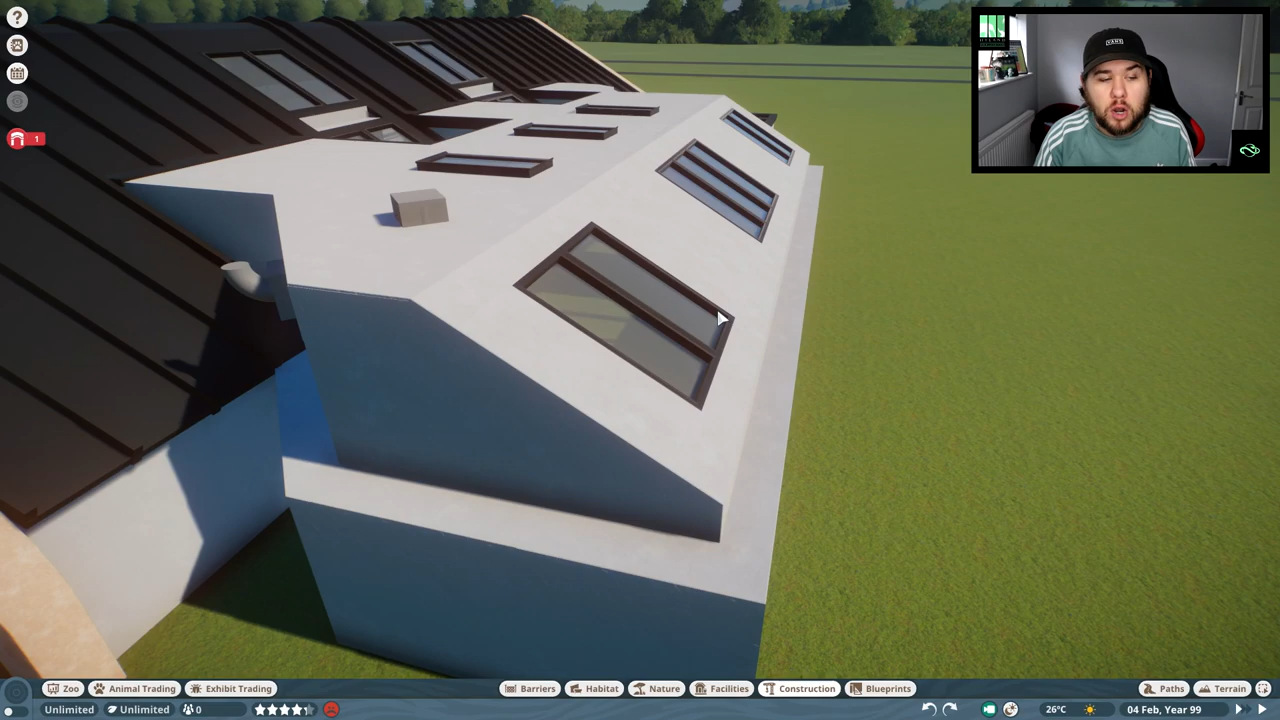 ?
1
VANS
Zoo
Animal Trading
Exhibit Trading
Barriers
Habitat
Nature
Facilities
Construction
Blueprints
Paths
Terrain
Unlimited
Unlimited
0
26°C
04 Feb, Year 99